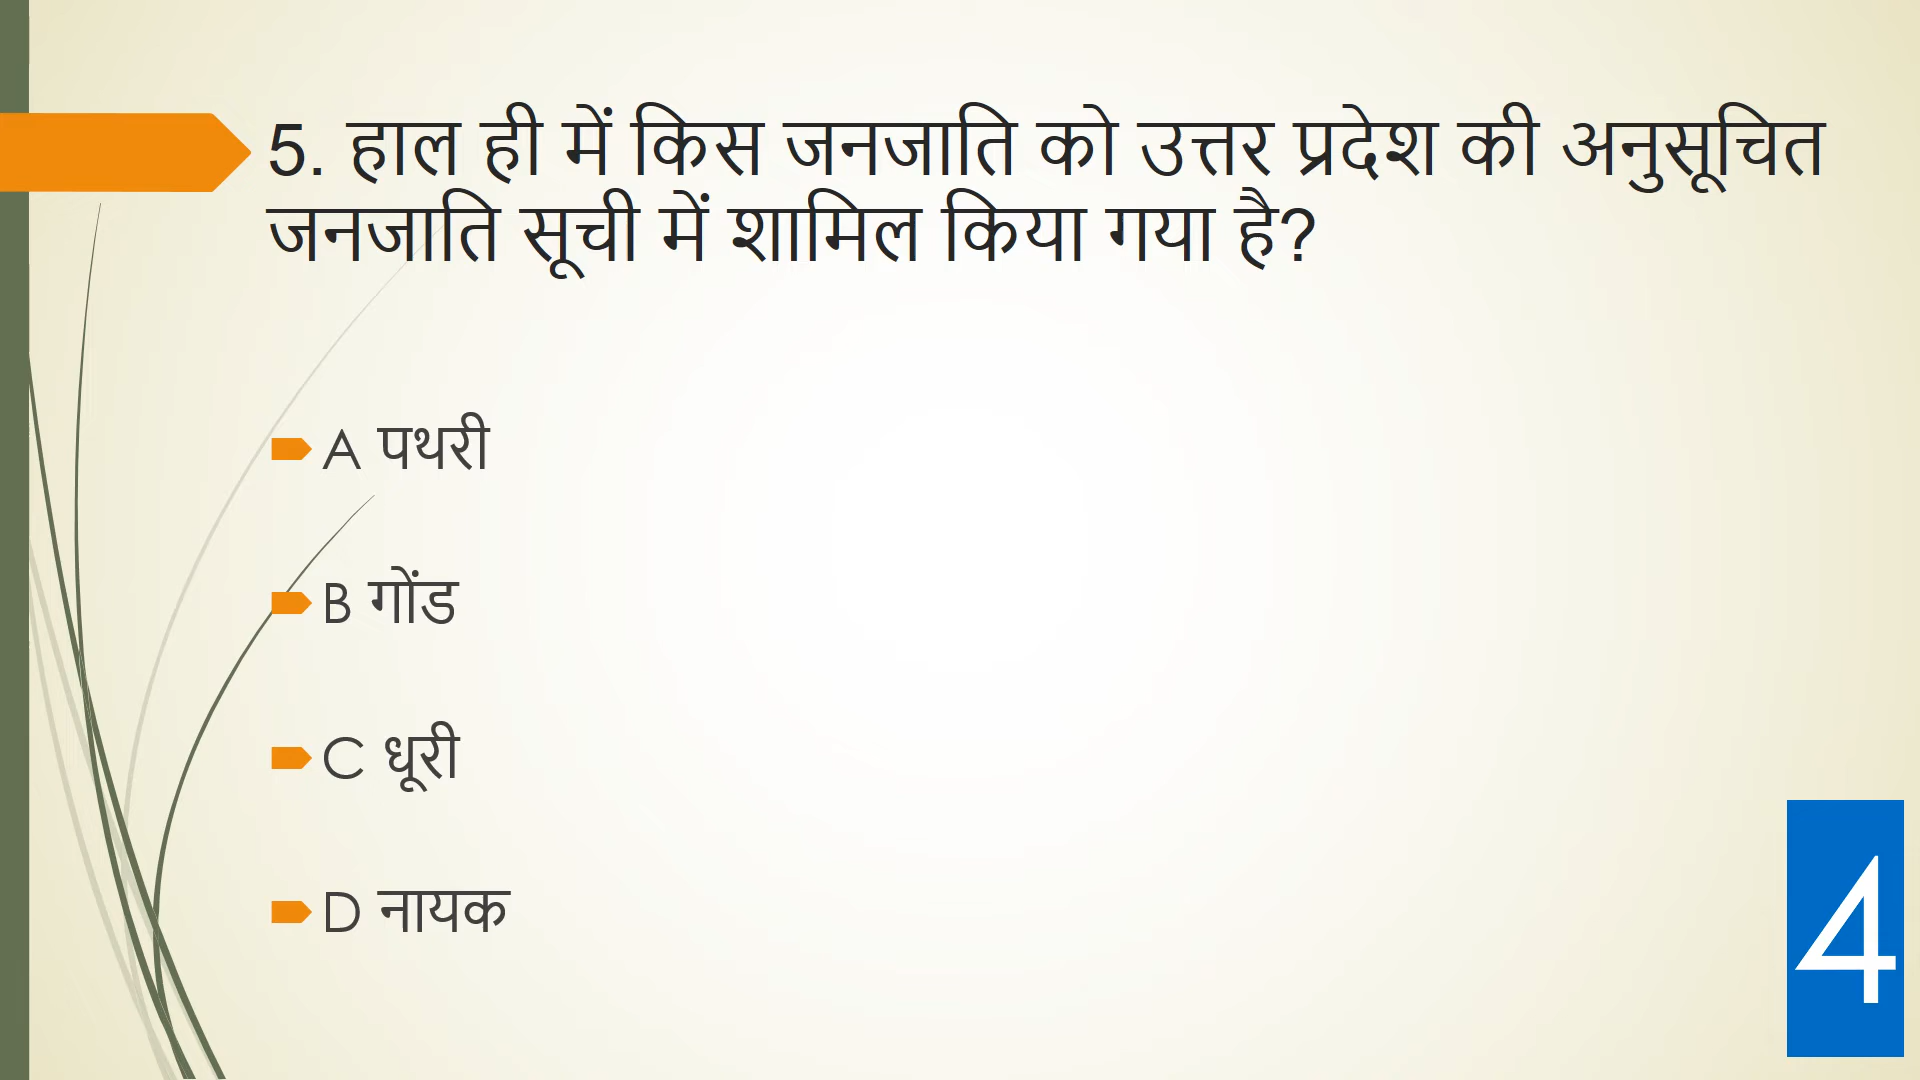 5. हाल ही में किस जनजाति को उत्तर प्रदेश की अनुसूचित
जनजाति सूची में शामिल किया गया है?
A पथरी
B गोंड
C धूरी
D नायक
4